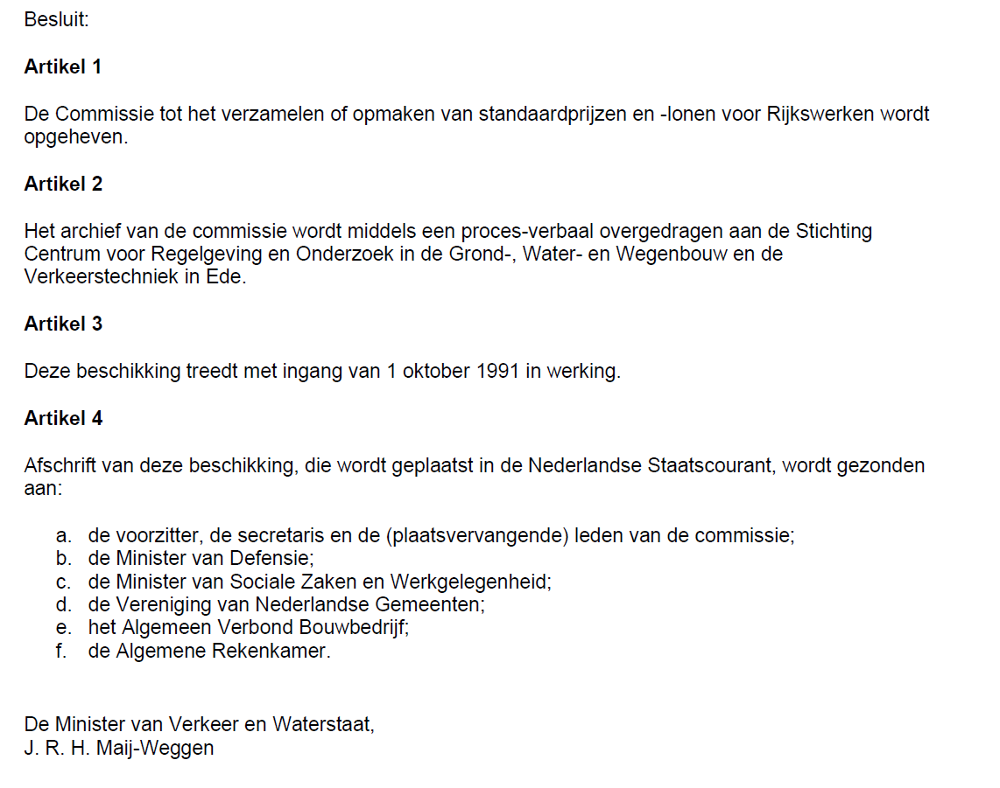 Besluit:
Artikel 1
De Commissie tot het verzamelen of opmaken van standaardprijzen en -lonen voor Rijkswerken wordt
opgeheven.
Artikel 2
Het archief van de commissie wordt middels een proces-verbaal overgedragen aan de Stichting
Centrum voor Regelgeving en Onderzoek in de Grond-, Water- en Wegenbouw en de
Verkeerstechniek in Ede.
Artikel 3
Deze beschikking treedt met ingang van 1 oktober 1991 in werking.
Artikel 4
Afschrift van deze beschikking, die wordt geplaatst in de Nederlandse Staatscourant, wordt gezonden
aan:
a. de voorzitter, de secretaris en de (plaatsvervangende) leden van de commissie;
b. de Minister van Defensie;
c. de Minister van Sociale Zaken en Werkgelegenheid;
d. de Vereniging van Nederlandse Gemeenten;
e. het Algemeen Verbond Bouwbedrijf;
f. de Algemene Rekenkamer.
De Minister van Verkeer en Waterstaat,
J. R. H. Maij-Weggen